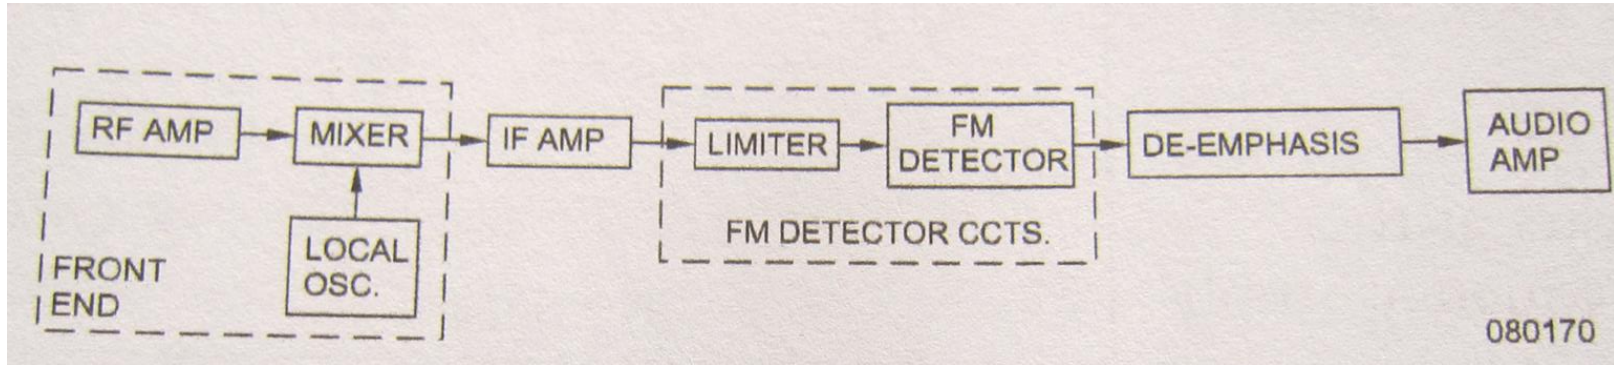 RF AMP
MIXER
LOCAL
OSC.
FRONT
END
IF AMP
LIMITER
FM
DETECTOR
FM DETECTOR CCTS.
DE-EMPHASIS
AUDIO
AMP
080170